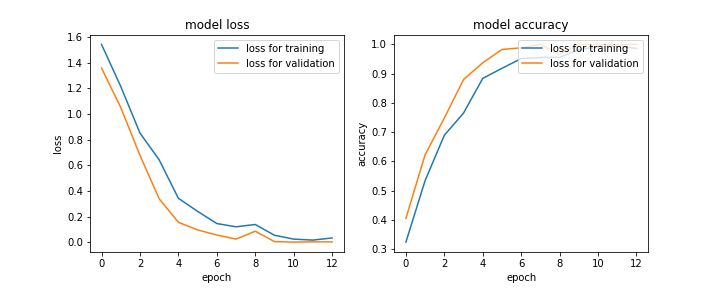 model loss
loss for training
loss for validation
1.6
1.4
1.2
1.0
0.8
0.6
0.4
0.2
0.0
loss
0 2 4 6 8 10 12
epoch
model accuracy
loss for training
loss for validation
1.0
0.9
0.8
0.7
0.6
0.5
0.4
0.3
accuracy
0 2 4 6 8 10 12
epoch